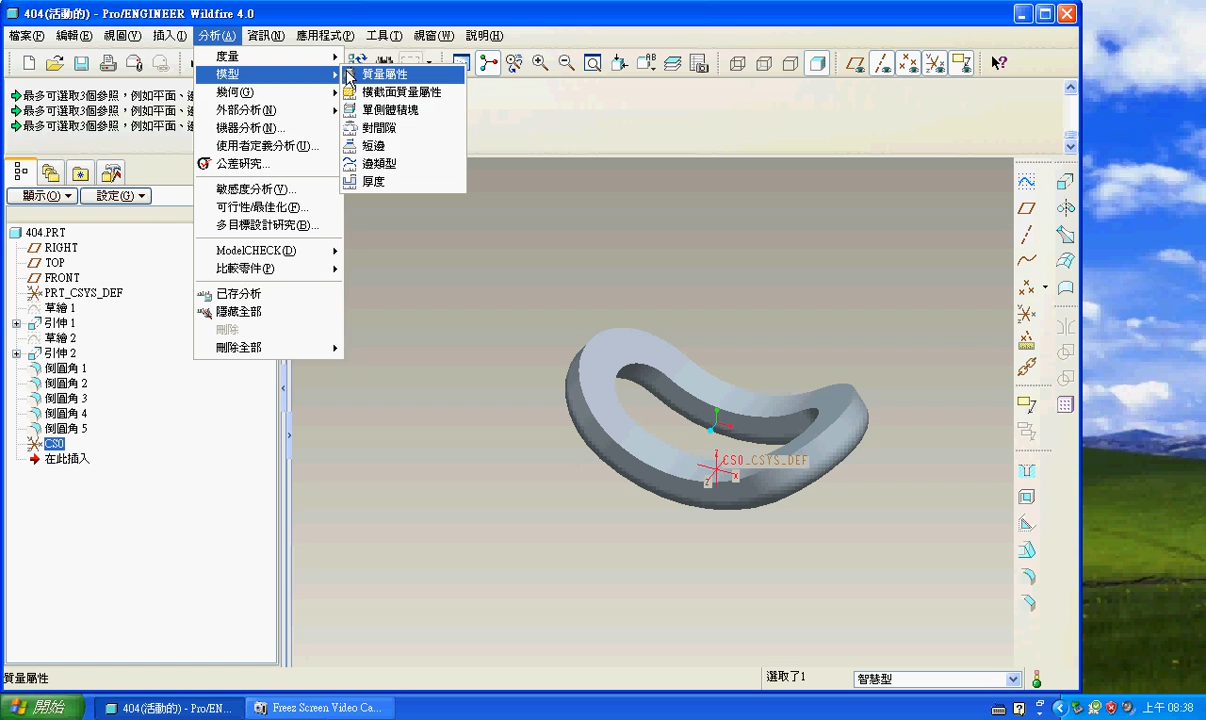 404(活動的) - Pro/ENGINEER Wildfire 4.0
檔案(F) 編輯(E) 視圖(V) 插入(I) 分析(A) 資訊(N) 應用程式(P) 工具(T) 視窗(W) 說明(H)
最多可選取3個參照，例如平面、
最多可選取3個參照，例如平面、
最多可選取3個參照，例如平面、
度量
模型
幾何(G)
外部分析(N)
機器分析(N)...
使用者定義分析(U)...
公差研究...
敏感度分析(Y)...
可行性/最佳化(F)...
多目標設計研究(B)...
ModelCHECK(D)
比較零件(P)
已存分析
隱藏全部
刪除
刪除全部
質量屬性
橫截面質量屬性
單側體積塊
對間隙
短邊
邊類型
厚度
顯示(O) 設定(G)
404.PRT
RIGHT
TOP
FRONT
PRT_CSYS_DEF
草繪 1
引伸 1
草繪 2
引伸 2
倒圓角 1
倒圓角 2
倒圓角 3
倒圓角 4
倒圓角 5
CS0
在此插入
CS0_CSYS_DEF
Z
X
質量屬性
選取了1
智慧型
開始
404(活動的) - Pro/EN...
Freez Screen Video Ca...
上午 08:38